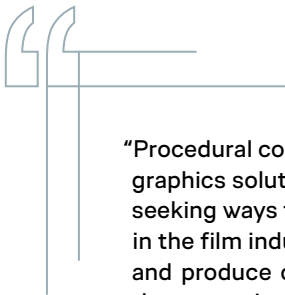 “Procedural co
graphics solut
seeking ways
in the film indu
and produce